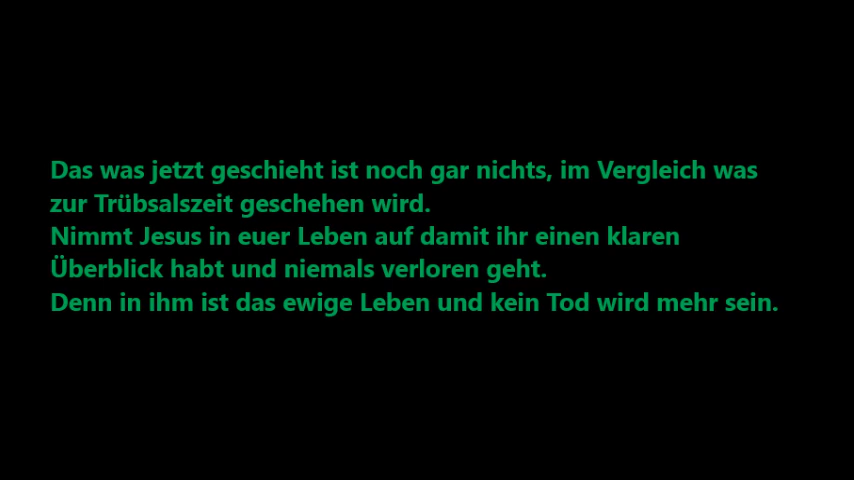 Das was jetzt geschieht ist noch gar nichts, im Vergleich was
zur Trübsalszeit geschehen wird.
Nimmt Jesus in euer Leben auf damit ihr einen klaren
Überblick habt und niemals verloren geht.
Denn in ihm ist das ewige Leben und kein Tod wird mehr sein.